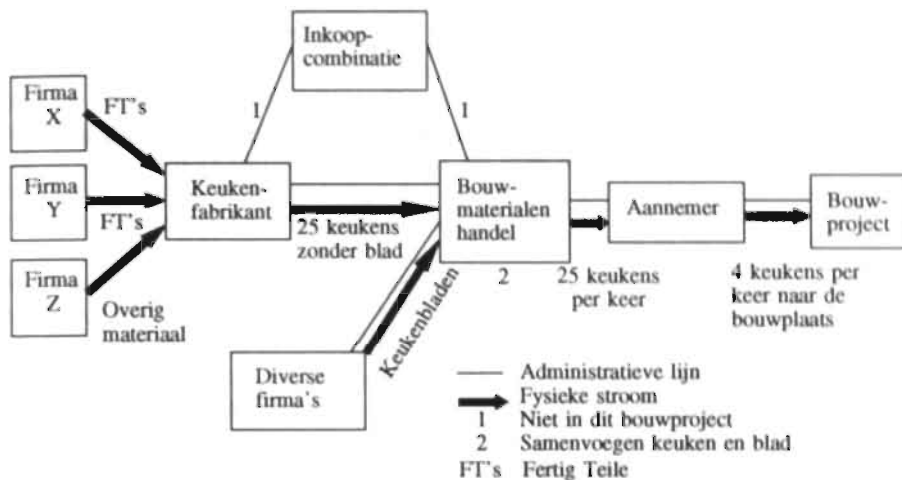 Inkoop-
combinatie
1
1
Firma
X
FT's
Firma
Y
FT's
Firma
Z
Overig
materiaal
Keuken-
fabrikant
25 keukens
zonder blad
Bouw-
materialen
handel
2
25 keukens
per keer
Aannemer
4 keukens per
keer naar de
bouwplaats
Bouw-
project
Keukenbladen
Diverse
firma's
Administratieve lijn
Fysieke stroom
1 Niet in dit bouwproject
2 Samenvoegen keuken en blad
FT's Fertig Teile